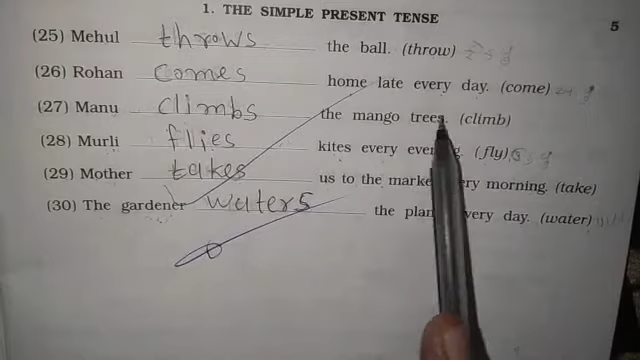 1. THE SIMPLE PRESENT TENSE 5
(25) Mehul throws the ball. (throw)
(26) Rohan comes home late every day. (come)
(27) Manu climbs the mango trees. (climb)
(28) Murli flies kites every eve g. (fly)
(29) Mother takes us to the marke ry morning. (take)
(30) The gardener waters the plan very day. (water)